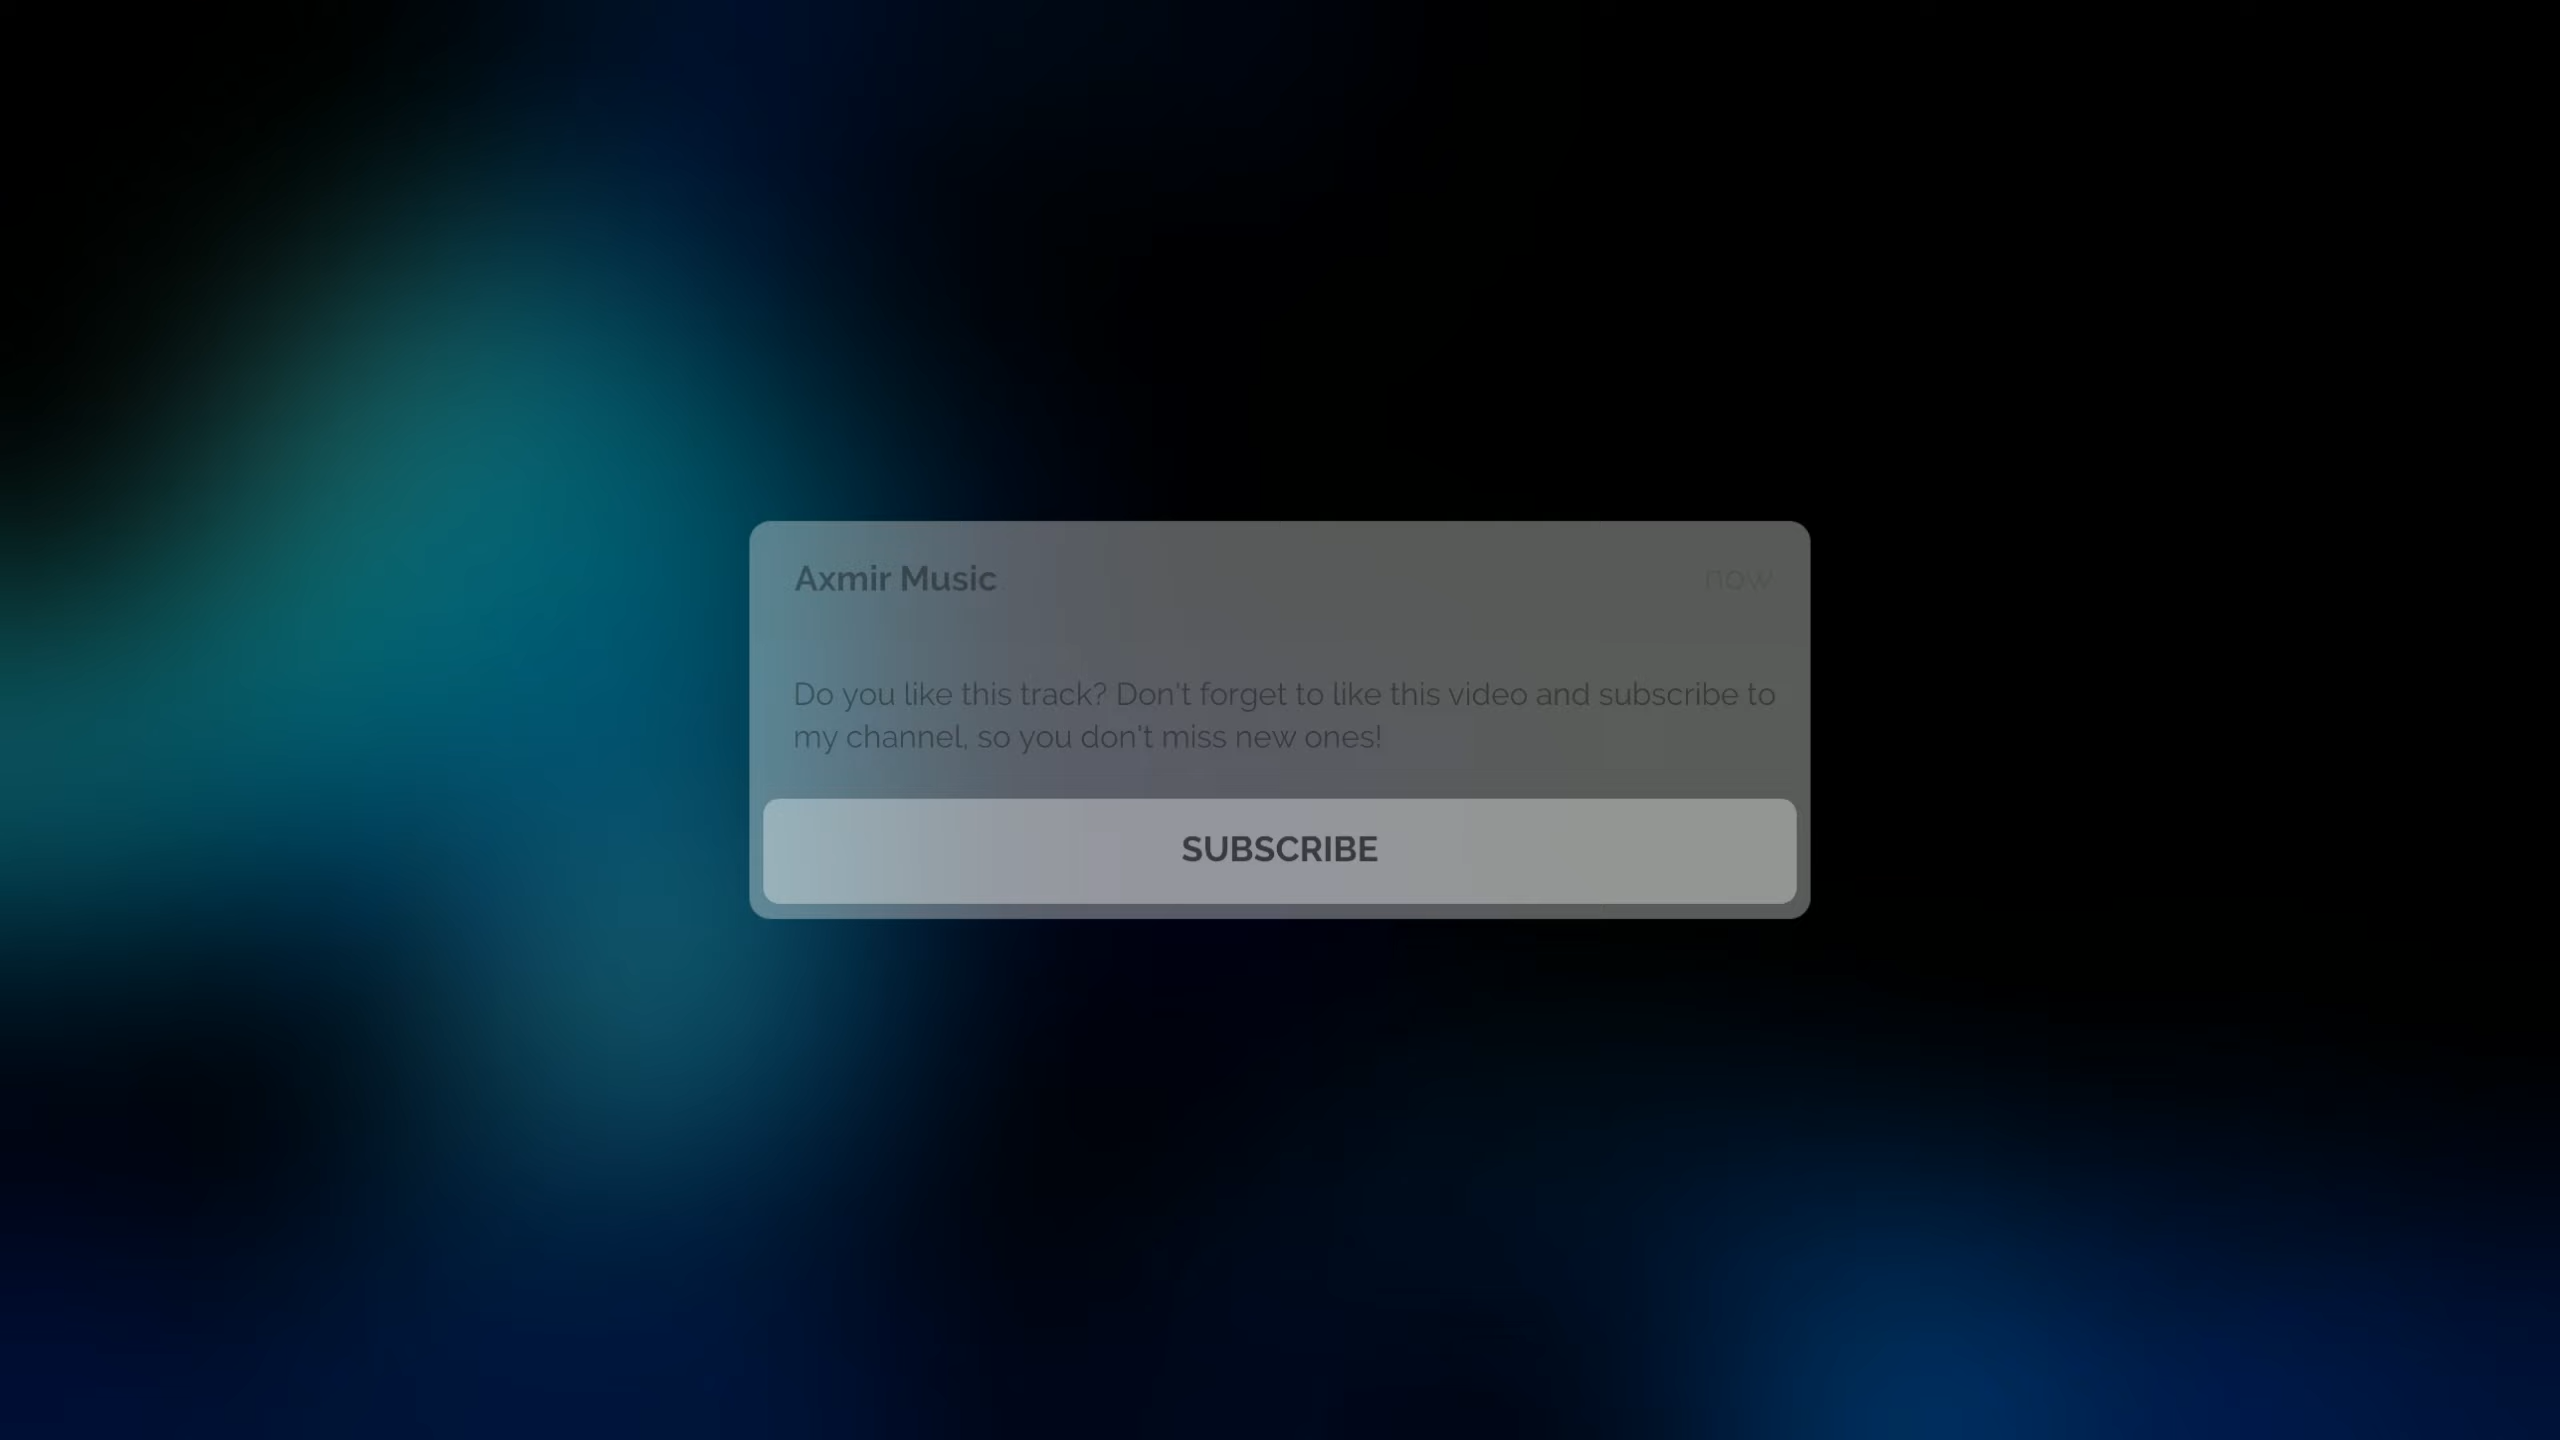 Axmir Music
now
Do you like this track? Don't forget to like this video and subscribe to
my channel, so you don't miss new ones!
SUBSCRIBE